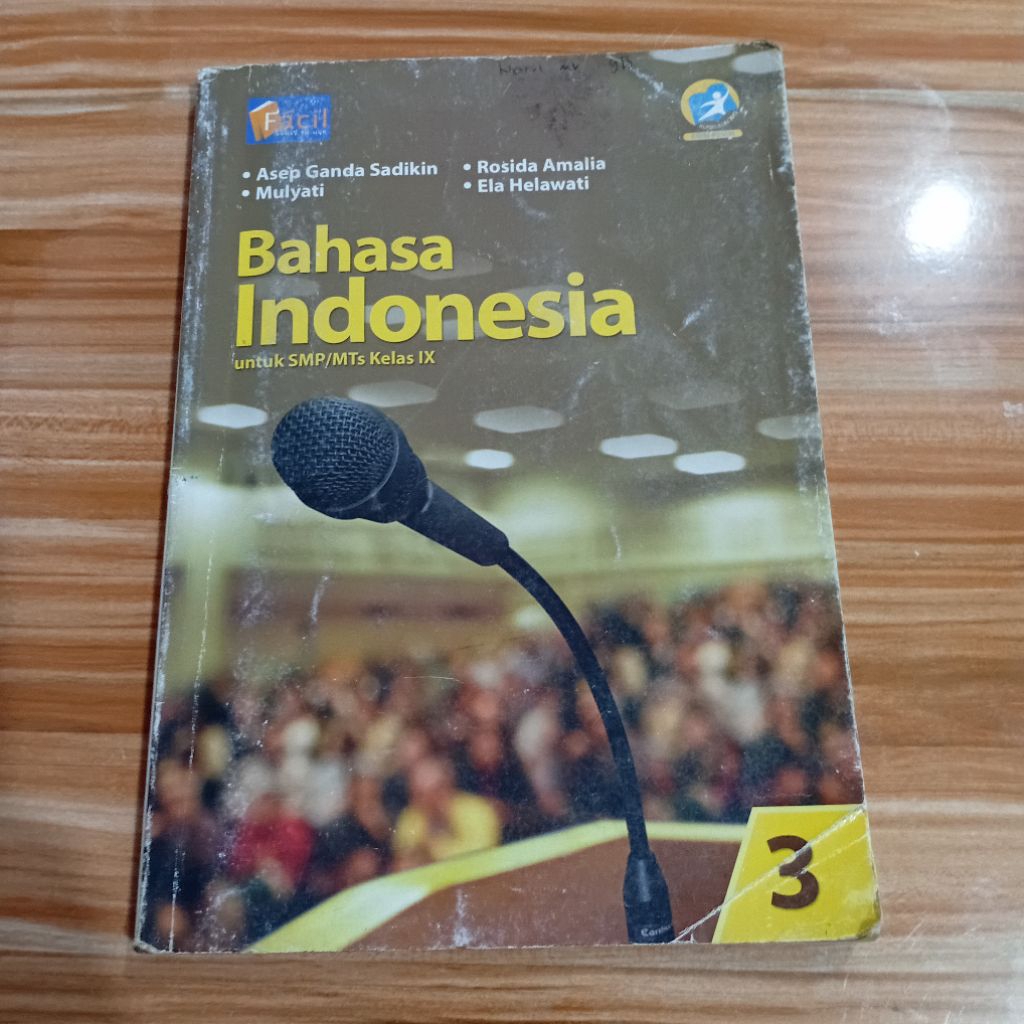 Facil
• Asep Ganda Sadikin
• Mulyati
• Rosida Amalia
• Ela Helawati
Bahasa
Indonesia
untuk SMP/MTs Kelas IX
3